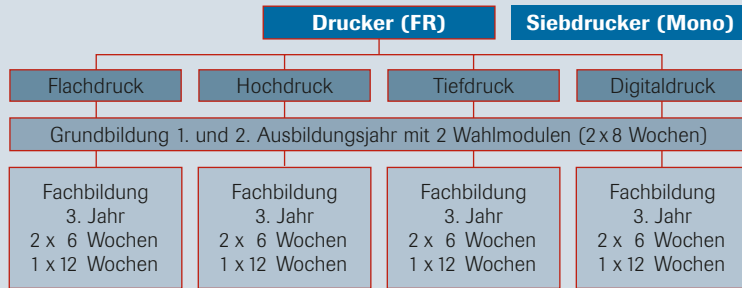 Drucker (FR) Siebdrucker (Mono)
Flachdruck Hochdruck Tiefdruck Digitaldruck
Grundbildung 1. und 2. Ausbildungsjahr mit 2 Wahlmodulen (2 x 8 Wochen)
Fachbildung
3. Jahr
2 x 6 Wochen
1 x 12 Wochen
Fachbildung
3. Jahr
2 x 6 Wochen
1 x 12 Wochen
Fachbildung
3. Jahr
2 x 6 Wochen
1 x 12 Wochen
Fachbildung
3. Jahr
2 x 6 Wochen
1 x 12 Wochen